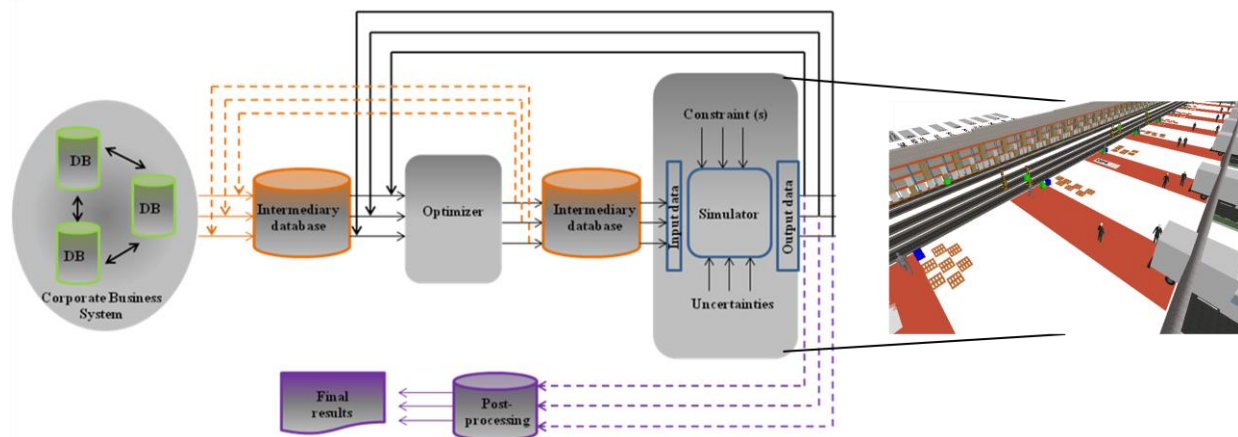 DB
DB
DB
Corporate Business
System
Intermediary
database
Optimizer
Intermediary
database
Constraint (s)
Input data
Simulator
Output data
Uncertainties
Final
results
Post-
processing